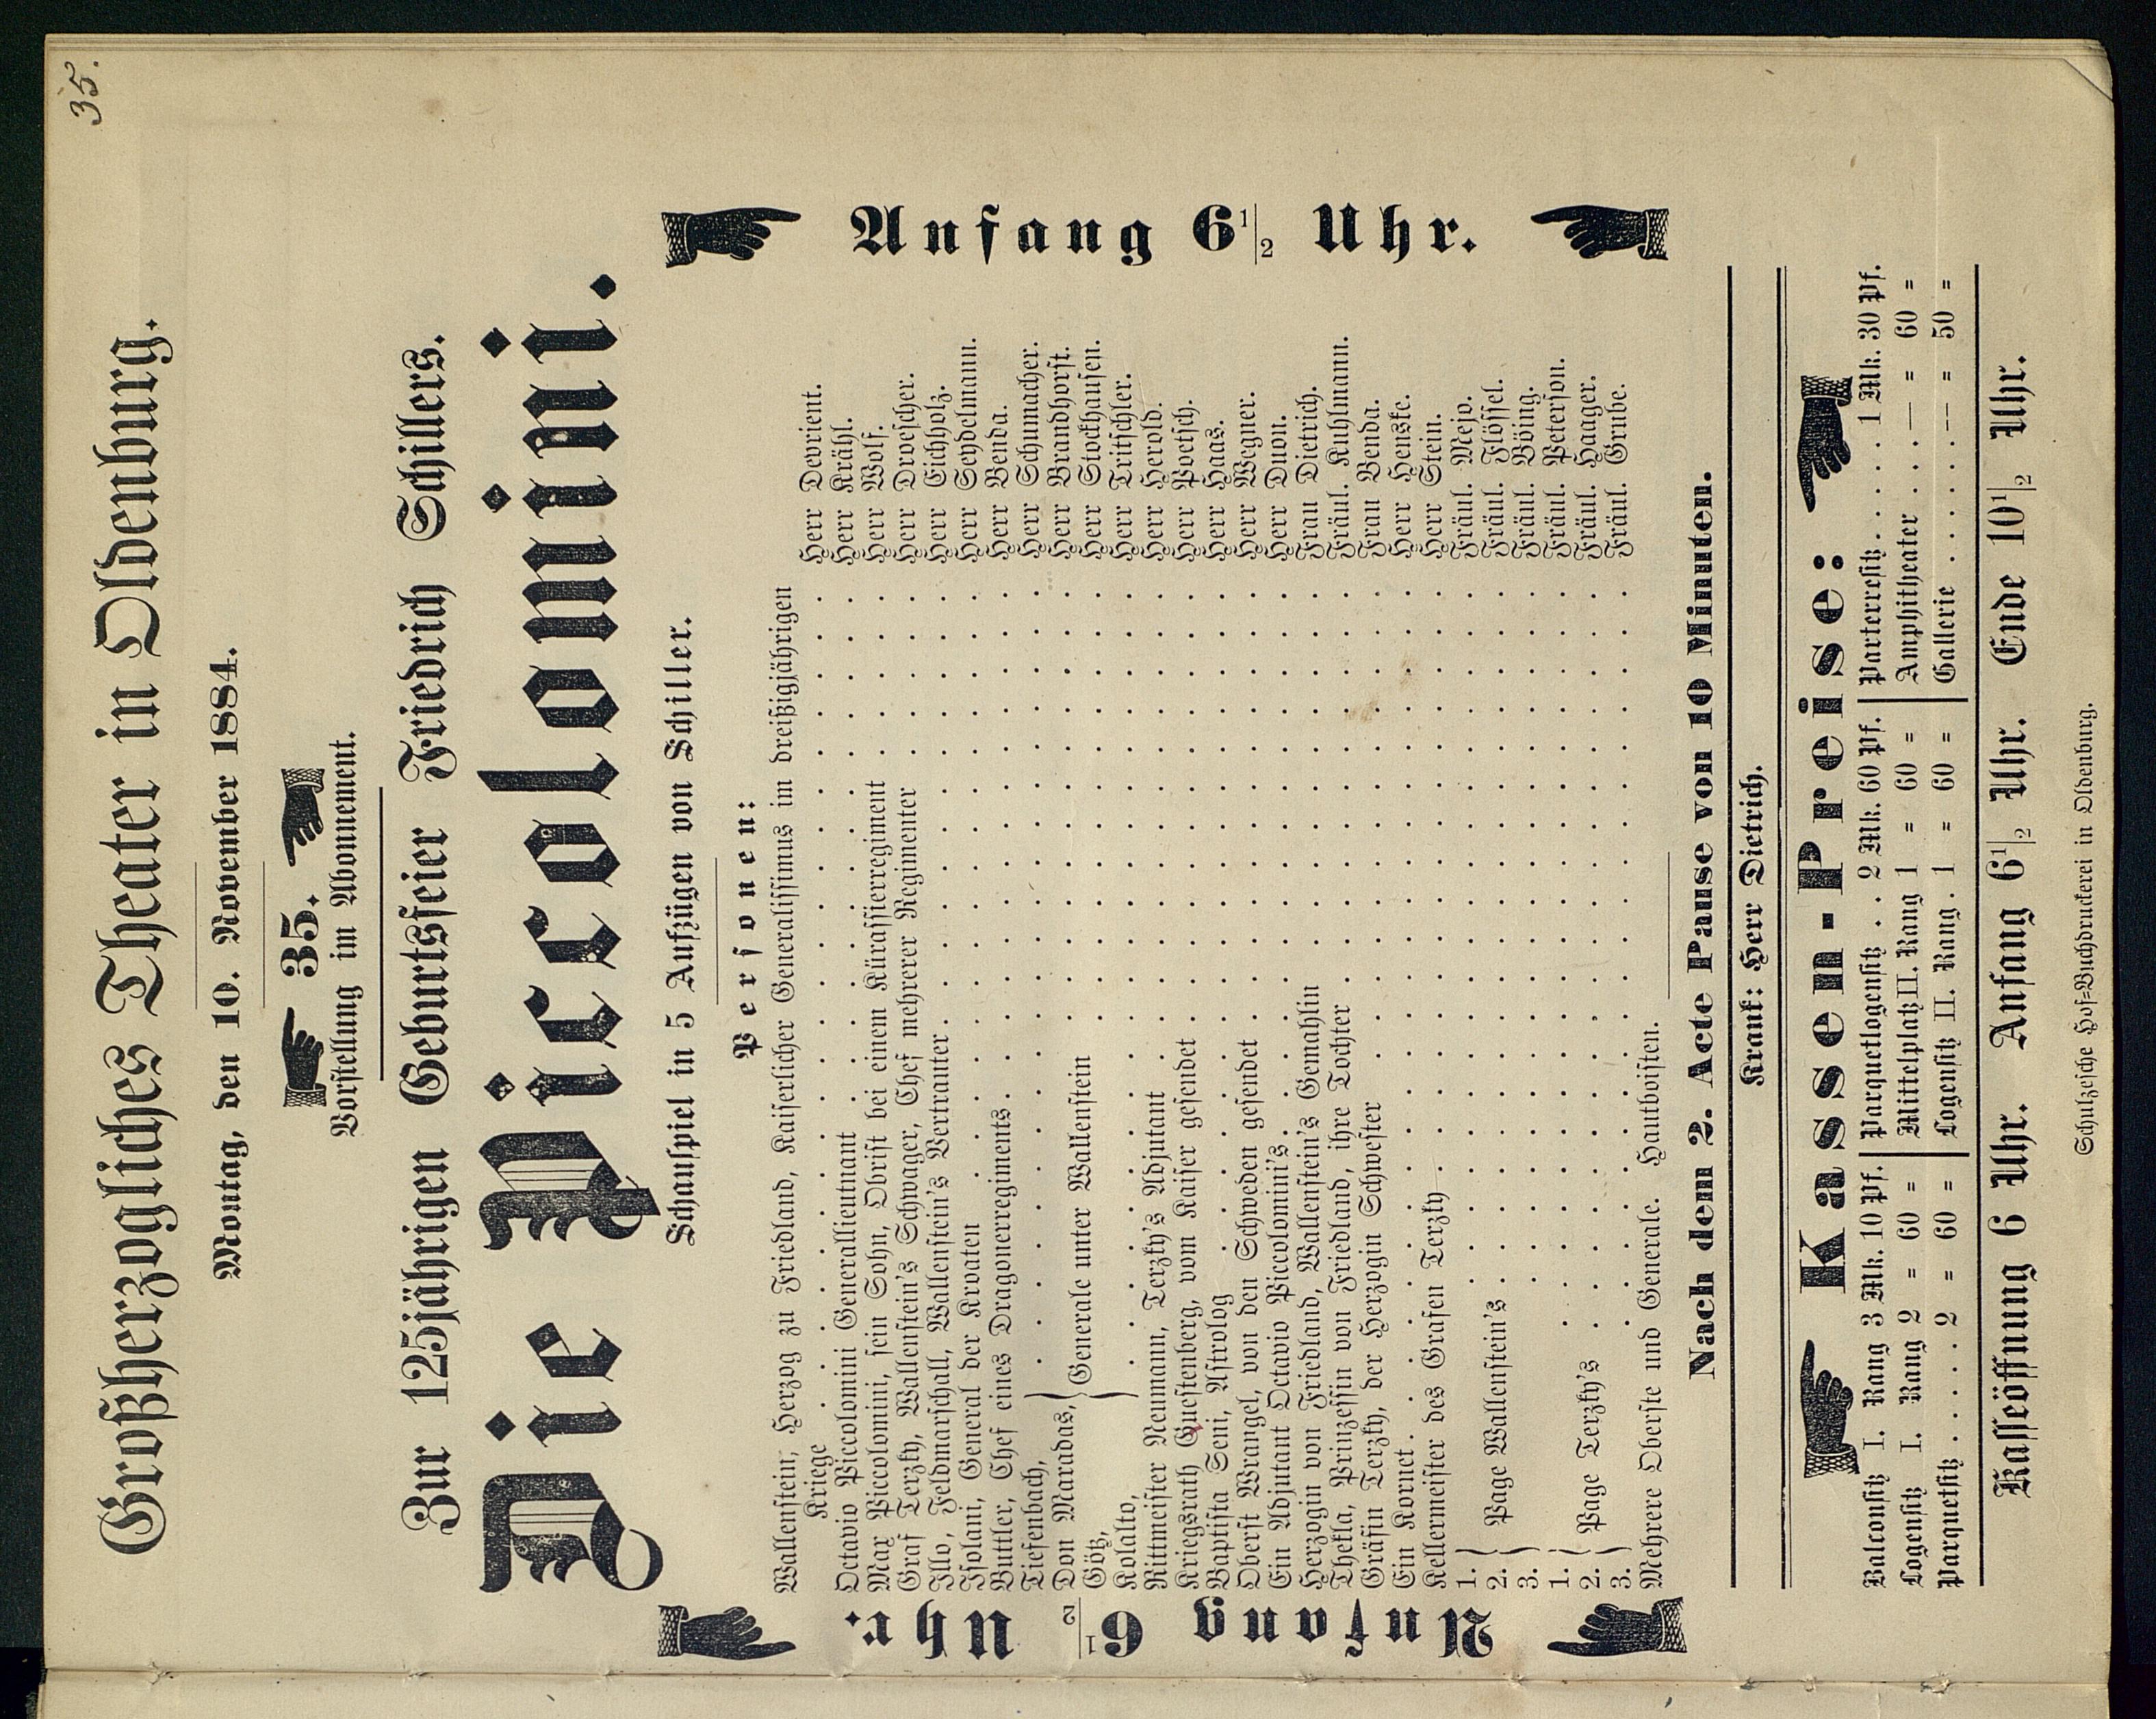 35.
Großherzogliches Theater in Oldenburg.
Montag, den 10. November 1884.
35.
Vorstellung im Abonnement.
Zur 125jährigen Geburtsfeier Friedrich Schillers.
Die Piccolomini.
Schauspiel in 5 Aufzügen von Schiller.
Anfang 6 1/2 Uhr.
Anfang 6 1/2 Uhr.
Personen:
Wallenstein, Herzog zu Friedland, Kaiserlicher Generalissimus im dreißigjährigen
Kriege . . . . Herr Devrient.
Octavio Piccolomini Generallieutnant . . . . Herr Krähl.
Max Piccolomini, sein Sohn, Obrist bei einem Kürassierregiment . . . . Herr Wolf.
Graf Terzky, Wallenstein's Schwager, Chef mehrerer Regimenter . . . . Herr Droescher.
Illo, Feldmarschall, Wallenstein's Vertrauter . . . . Herr Eichholz.
Isolani, General der Kroaten . . . . Herr Seydelmann.
Buttler, Chef eines Dragonerregiments . . . . Herr Benda.
Tiefenbach, . . . . Herr Schumacher.
Don Maradas, } Generale unter Wallenstein . . . . Herr Brandhorst.
Götz, . . . . Herr Stockhausen.
Kolalto, . . . . Herr Tritschler.
Rittmeister Neumann, Terzky's Adjutant . . . . Herr Herold.
Kriegsrath Questenberg, vom Kaiser gesendet . . . . Herr Poetsch.
Baptista Seni, Astrolog . . . . Herr Haas.
Oberst Wrangel, von den Schweden gesendet . . . . Herr Wegner.
Ein Adjutant Octavio Piccolomini's . . . . Herr Duon.
Herzogin von Friedland, Wallenstein's Gemahlin . . . . Frau Dietrich.
Thekla, Prinzessin von Friedland, ihre Tochter . . . . Fräul. Kuhlmann.
Gräfin Terzky, der Herzogin Schwester . . . . Frau Benda.
Ein Kornet . . . . Herr Henske.
Kellermeister des Grafen Terzky . . . . Herr Stein.
1. . . . . Fräul. Mejo.
2. } Page Wallenstein's . . . . Fräul. Flössel.
3. . . . . Fräul. Böing.
1. . . . . Fräul. Peterson.
2. } Page Terzky's . . . . Fräul. Haager.
3. . . . . Fräul. Grube.
Mehrere Oberste und Generale. Hautboisten.
Nach dem 2. Acte Pause von 10 Minuten.
Krank: Herr Dietrich.
Kassen-Preise:
Balconsitz I. Rang 3 Mk. 10 Pf. Parquetlogensitz . . 2 Mk. 60 Pf. Parterresitz . . . . . 1 Mk. 30 Pf.
Logensitz I. Rang 2 = 60 = Mittelplatz II. Rang 1 = 60 = Amphitheater . . . — = 60 =
Parquetsitz . . . . . 2 = 60 = Logensitz II. Rang . 1 = 60 = Gallerie . . . . . . — = 50 =
Kasseöffnung 6 Uhr. Anfang 6 1/2 Uhr. Ende 10 1/2 Uhr.
Schulzesche Hof=Buchdruckerei in Oldenburg.